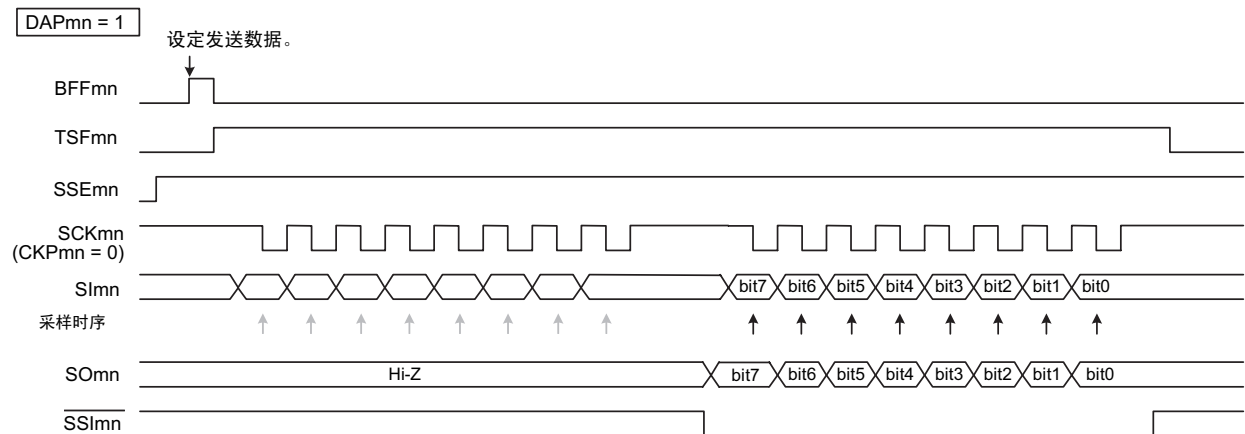 DAPmn = 1
设定发送数据。
BFFmn
TSFmn
SSEmn
SCKmn
(CKPmn = 0)
SImn
bit7 bit6 bit5 bit4 bit3 bit2 bit1 bit0
采样时序
SOmn
Hi-Z
bit7 bit6 bit5 bit4 bit3 bit2 bit1 bit0
SSImn